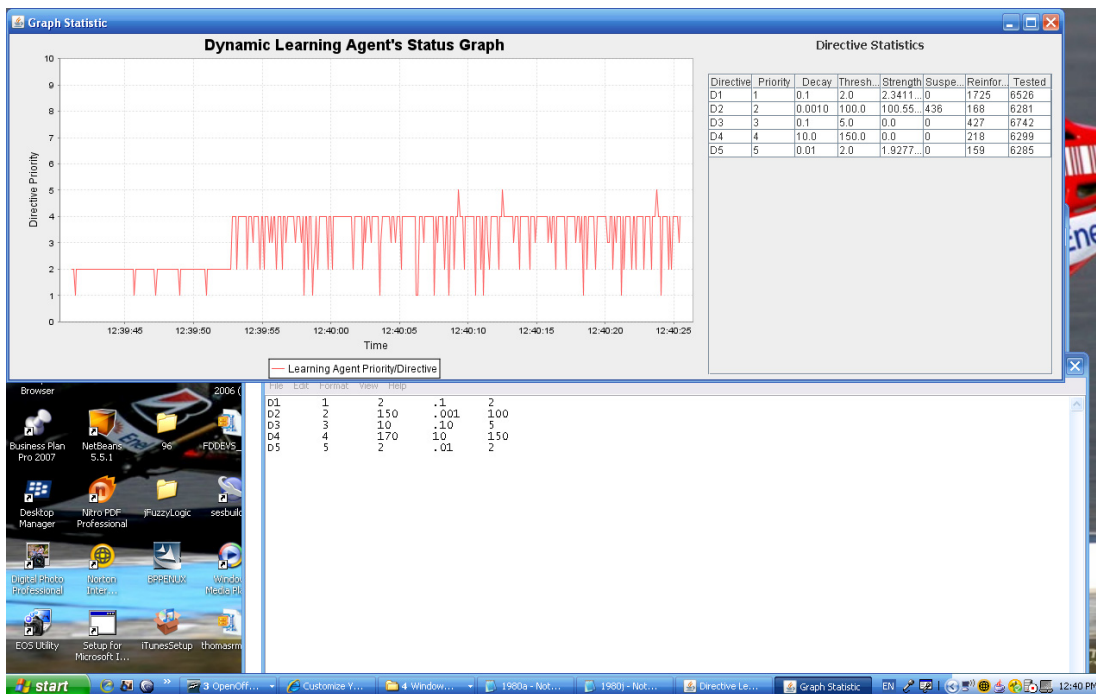 Graph Statistic
Dynamic Learning Agent's Status Graph
Directive Priority
10
9
8
7
6
5
4
3
2
1
0
12:39:45 12:39:50 12:39:55 12:40:00 12:40:05 12:40:10 12:40:15 12:40:20 12:40:25
Time
Learning Agent Priority/Directive
Directive Statistics
Directive Priority Decay Thresh... Strength Suspe... Reinfor... Tested
D1 1 0.1 2.0 2.3411... 0 1725 6526
D2 2 0.0010 100.0 100.55... 436 168 6281
D3 3 0.1 5.0 0.0 0 427 6742
D4 4 10.0 150.0 0.0 0 218 6299
D5 5 0.01 2.0 1.9277... 0 159 6285
File Edit Format View Help
D1 1 2 .1 2
D2 2 150 .001 100
D3 3 10 .10 5
D4 4 170 10 150
D5 5 2 .01 2
Browser
2006 (
Business Plan Pro 2007
NetBeans 5.5.1
96
FDDEVS_
Desktop Manager
Nitro PDF Professional
jFuzzyLogic
sesbuild
Digital Photo Professional
Norton Inter...
BPRENUX
Window
Media Pl
EOS Utility
Setup for Microsoft I...
iTunesSetup
thomasrm
Enel
Ene
start
3 OpenOff...
Customize Y...
4 Window...
1980a - Not...
1980j - Not...
Directive Le...
Graph Statistic
EN
12:40 PM